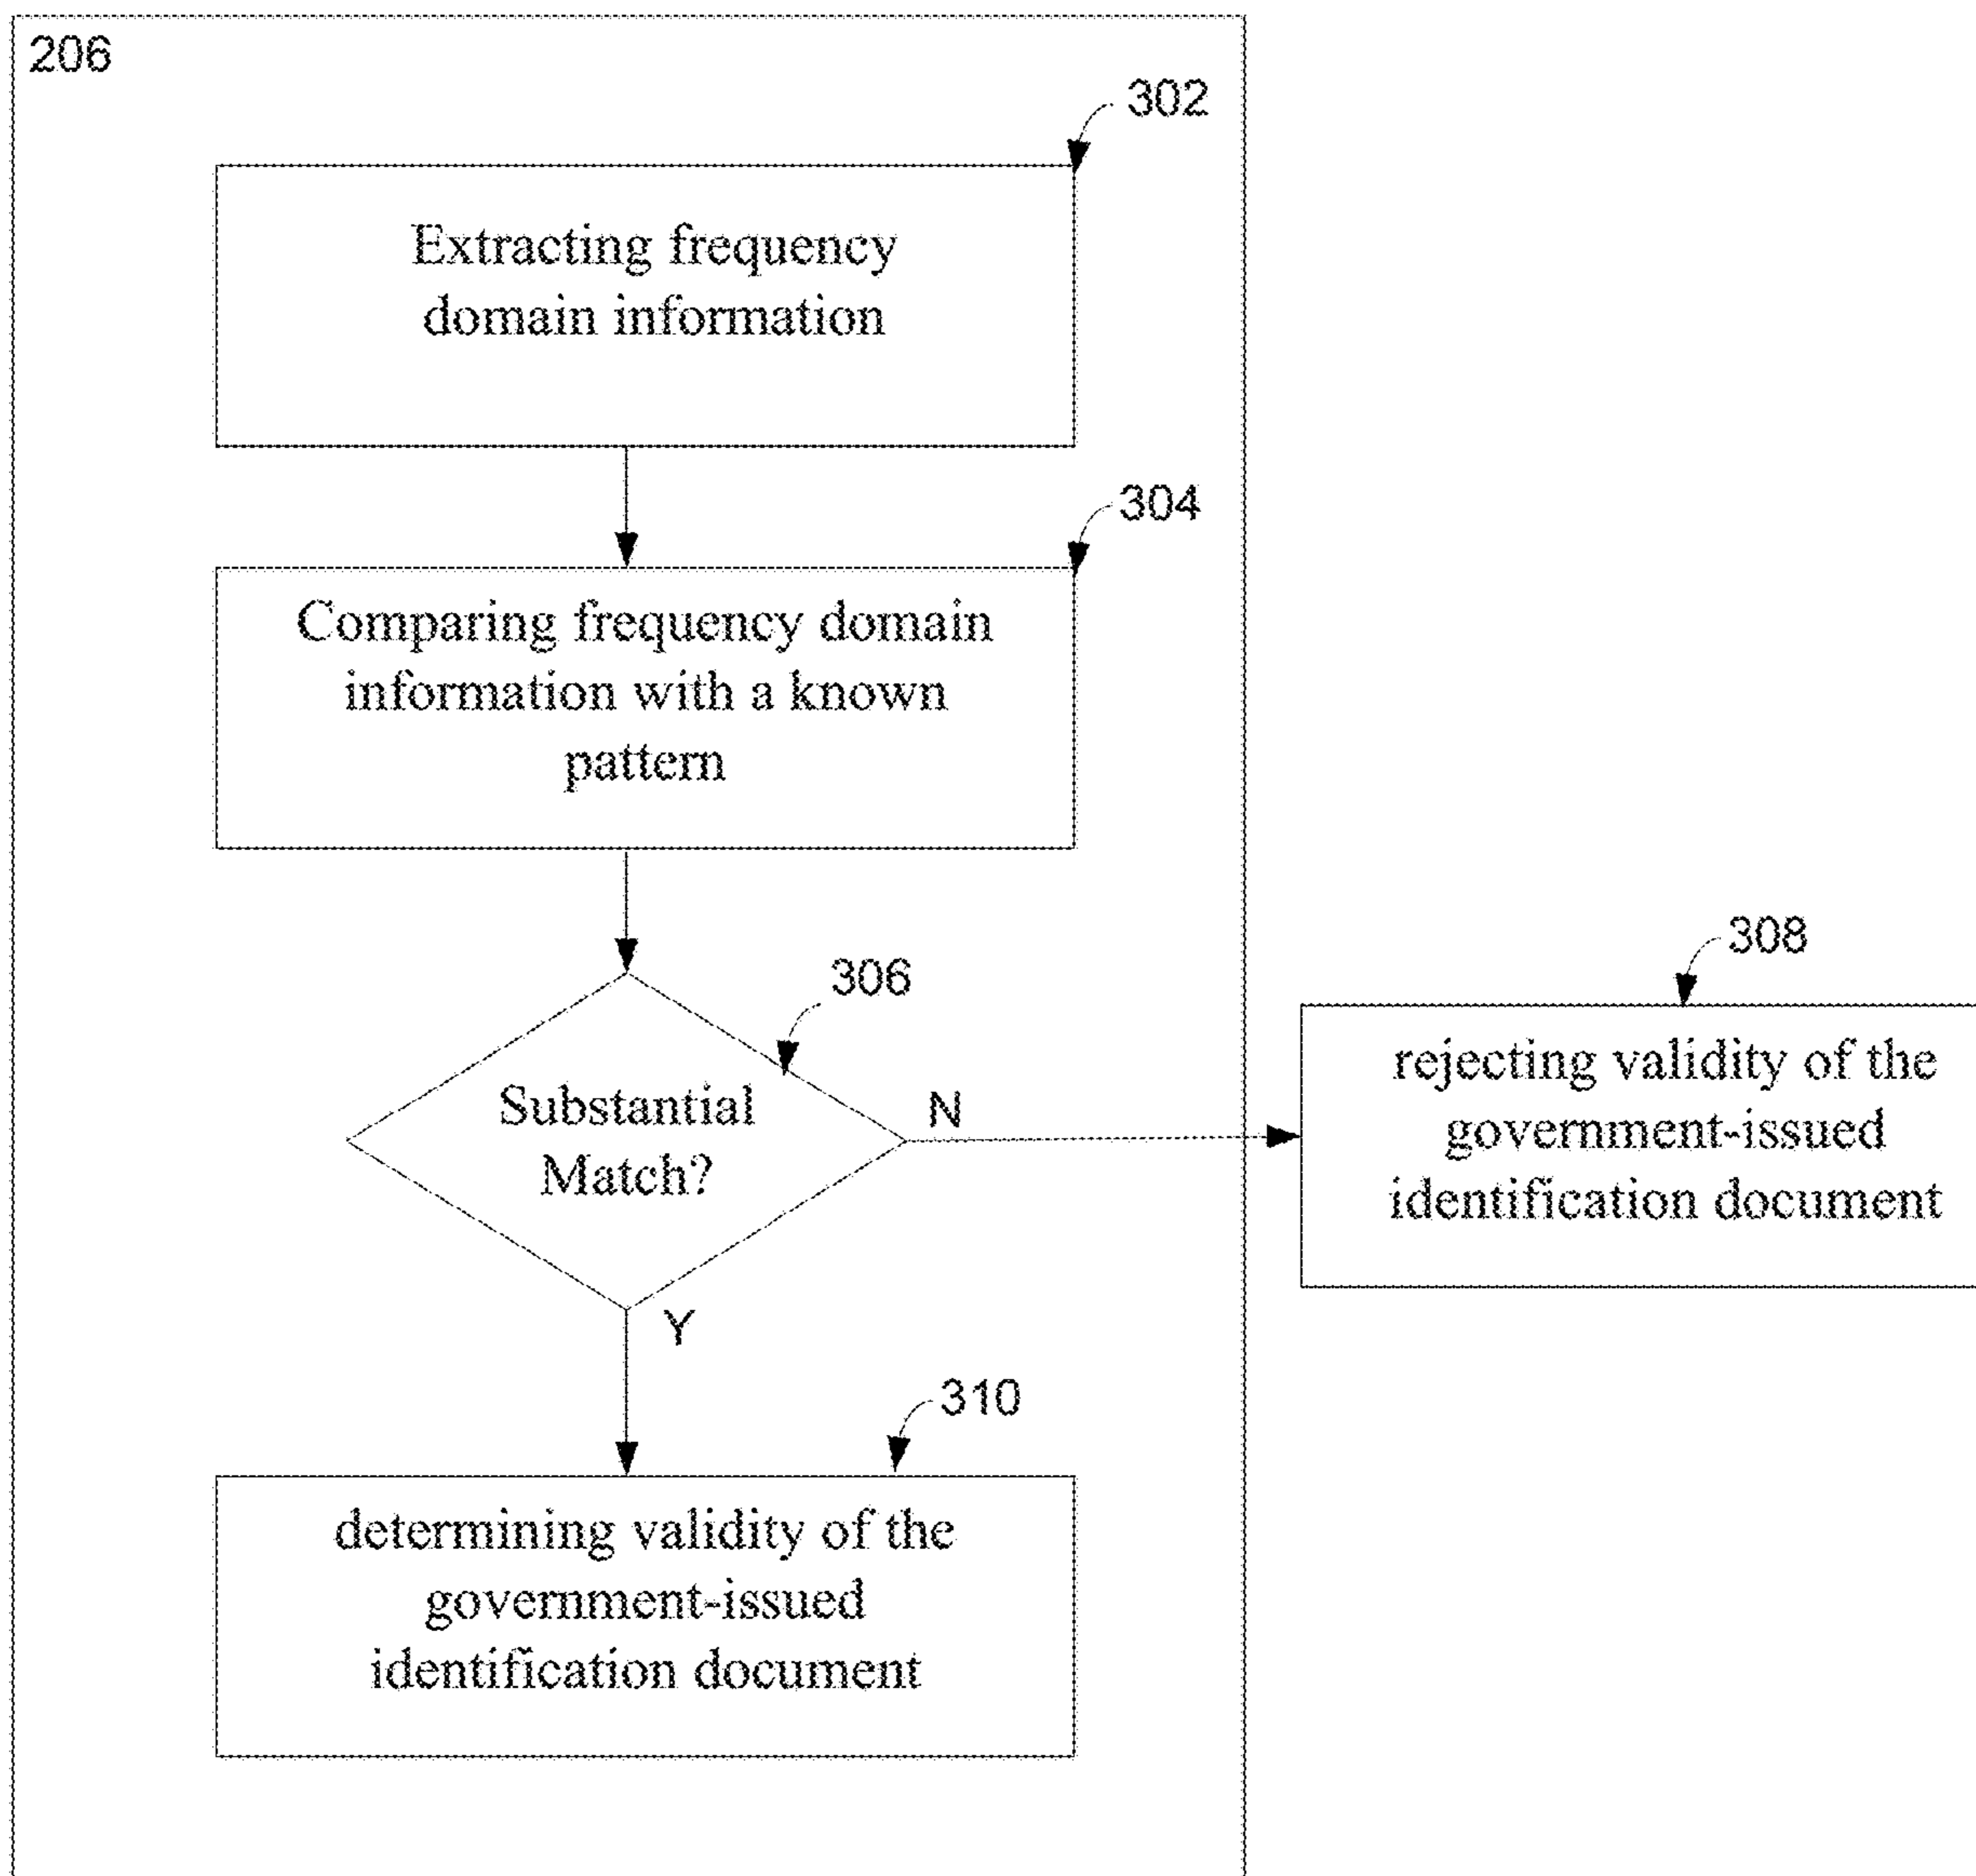 206
302
Extracting frequency
domain information
304
Comparing frequency domain
information with a known
pattern
306
Substantial
Match?
N
Y
308
rejecting validity of the
government-issued
identification document
310
determining validity of the
government-issued
identification document